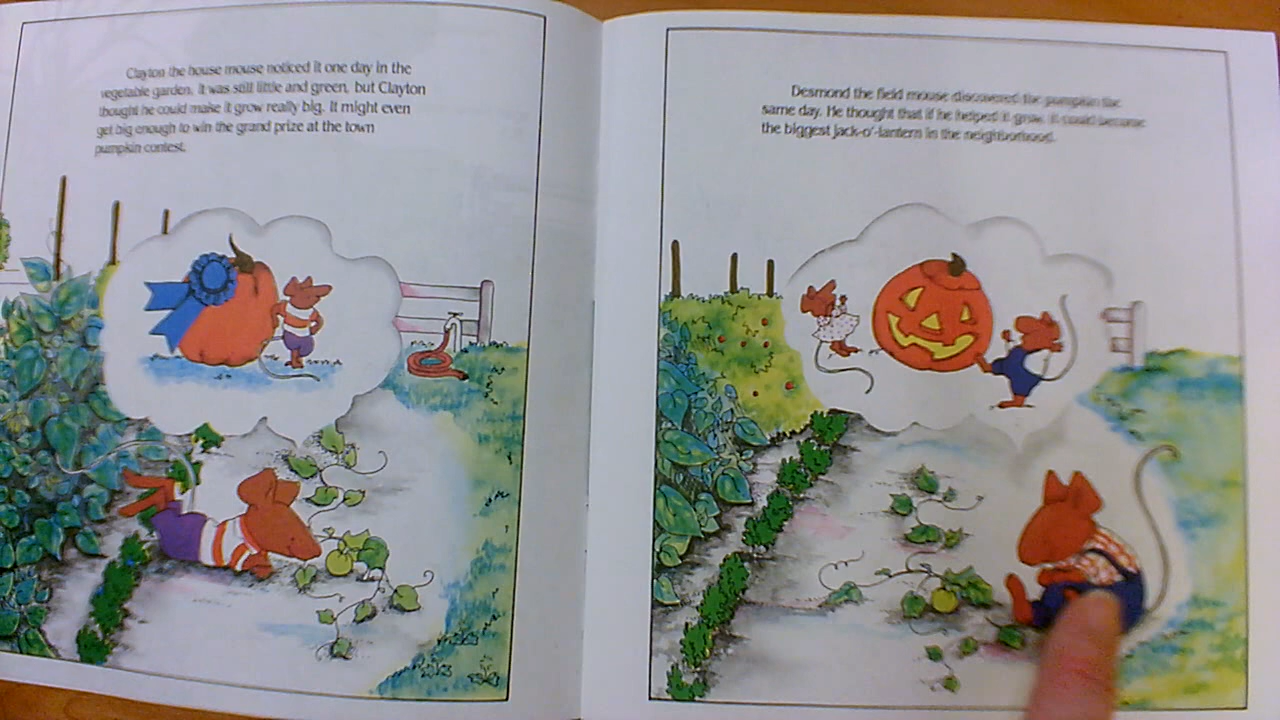 Clayton the house mouse noticed it one day in the
vegetable garden. It was still little and green, but Clayton
thought he could make it grow really big. It might even
get big enough to win the grand prize at the town
pumpkin contest.
Desmond the field mouse discovered the pumpkin the
same day. He thought that if he helped it grow, it could become
the biggest jack-o'-lantern in the neighborhood.